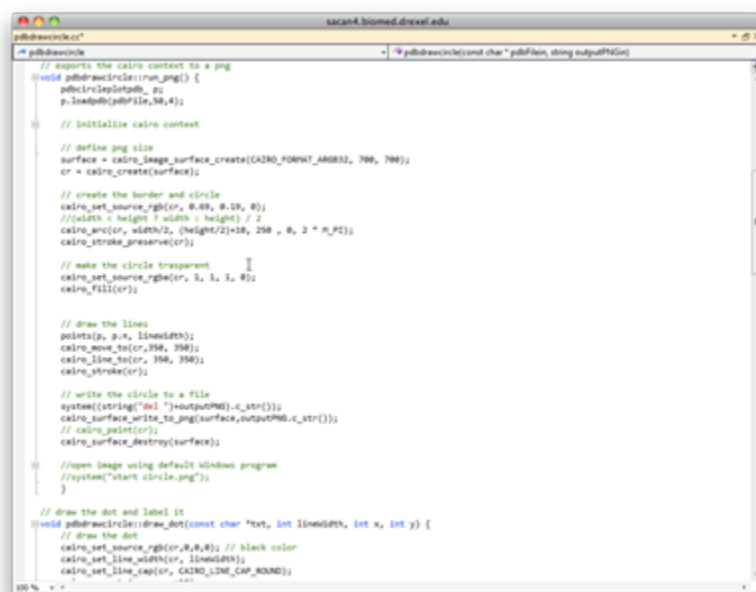 sacan4.biomed.drexel.edu
pdbdrawcircle.cc*
pdbdrawcircle
pdbdrawcircle(const char * pdbFilein, string outputPNGin)
// exports the cairo context to a png
void pdbdrawcircle::run_png() {
pdbcircleplotpdb_ p;
p.loadpdb(pdbFile,50,4);
// initialize cairo context
// define png size
surface = cairo_image_surface_create(CAIRO_FORMAT_ARGB32, 700, 700);
cr = cairo_create(surface);
// create the border and circle
cairo_set_source_rgb(cr, 0.69, 0.19, 0);
//(width < height ? width : height) / 2
cairo_arc(cr, width/2, (height/2)+10, 250 , 0, 2 * M_PI);
cairo_stroke_preserve(cr);
// make the circle trasparent
cairo_set_source_rgba(cr, 1, 1, 1, 0);
cairo_fill(cr);
// draw the lines
points(p, p.n, lineWidth);
cairo_move_to(cr,350, 350);
cairo_line_to(cr, 350, 350);
cairo_stroke(cr);
// write the circle to a file
system((string("del ")+outputPNG).c_str());
cairo_surface_write_to_png(surface,outputPNG.c_str());
// cairo_paint(cr);
cairo_surface_destroy(surface);
//open image using default Windows program
//system("start circle.png");
}
// draw the dot and label it
void pdbdrawcircle::draw_dot(const char *txt, int lineWidth, int x, int y) {
// draw the dot
cairo_set_source_rgb(cr,0,0,0); // black color
cairo_set_line_width(cr, lineWidth);
cairo_set_line_cap(cr, CAIRO_LINE_CAP_ROUND);
100 %